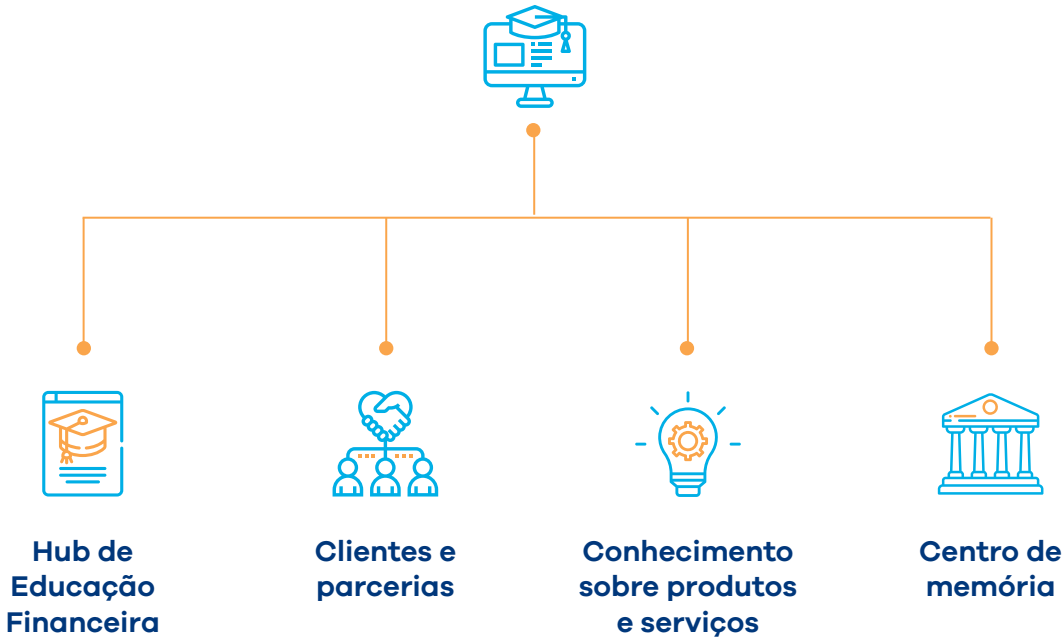 Hub de
Educação
Financeira
Clientes e
parcerias
Conhecimento
sobre produtos
e serviços
Centro de
memória